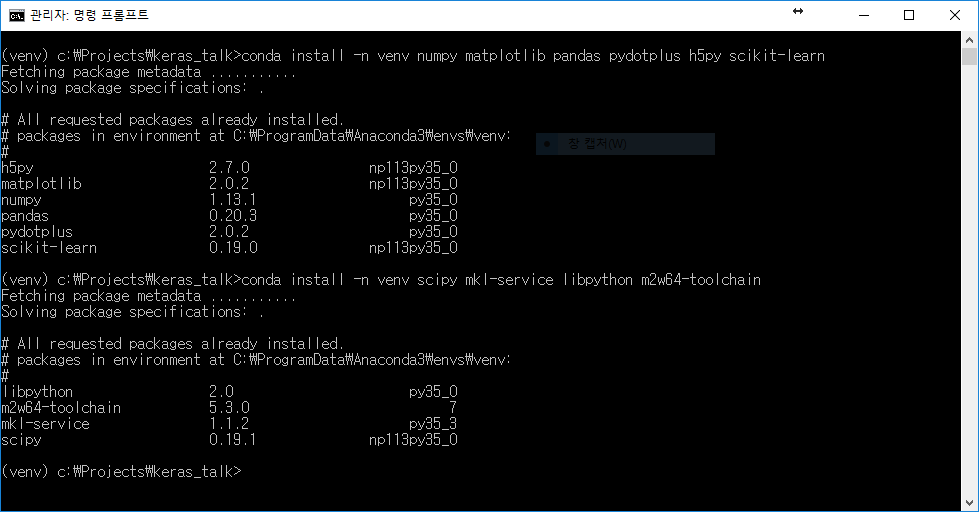 관리자: 명령 프롬프트
(venv) c:₩Projects₩keras_talk>conda install -n venv numpy matplotlib pandas pydotplus h5py scikit-learn
Fetching package metadata ...........
Solving package specifications: .
# All requested packages already installed.
# packages in environment at C:₩ProgramData₩Anaconda3₩envs₩venv:
#
창 캡처(W)
h5py 2.7.0 np113py35_0
matplotlib 2.0.2 np113py35_0
numpy 1.13.1 py35_0
pandas 0.20.3 py35_0
pydotplus 2.0.2 py35_0
scikit-learn 0.19.0 np113py35_0
(venv) c:₩Projects₩keras_talk>conda install -n venv scipy mkl-service libpython m2w64-toolchain
Fetching package metadata ...........
Solving package specifications: .
# All requested packages already installed.
# packages in environment at C:₩ProgramData₩Anaconda3₩envs₩venv:
#
libpython 2.0 py35_0
m2w64-toolchain 5.3.0 7
mkl-service 1.1.2 py35_3
scipy 0.19.1 np113py35_0
(venv) c:₩Projects₩keras_talk>